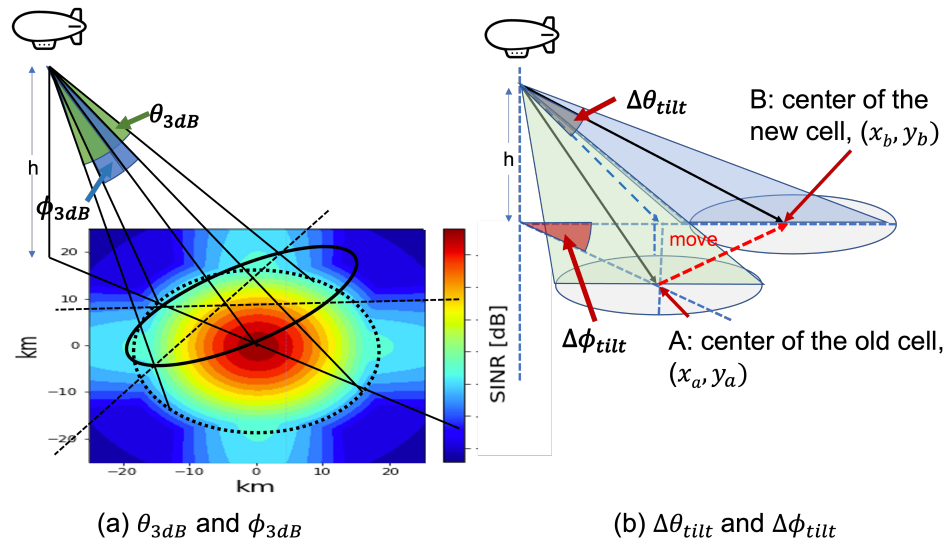 h
θ3dB
ϕ3dB
20
10
0
−10
−20
km
−20
−10
0
10
20
km
SINR [dB]
(a) θ3dB and ϕ3dB
h
Δθtilt
B: center of the
new cell, (xb, yb)
move
Δϕtilt
A: center of the old cell,
(xa, ya)
(b) Δθtilt and Δϕtilt